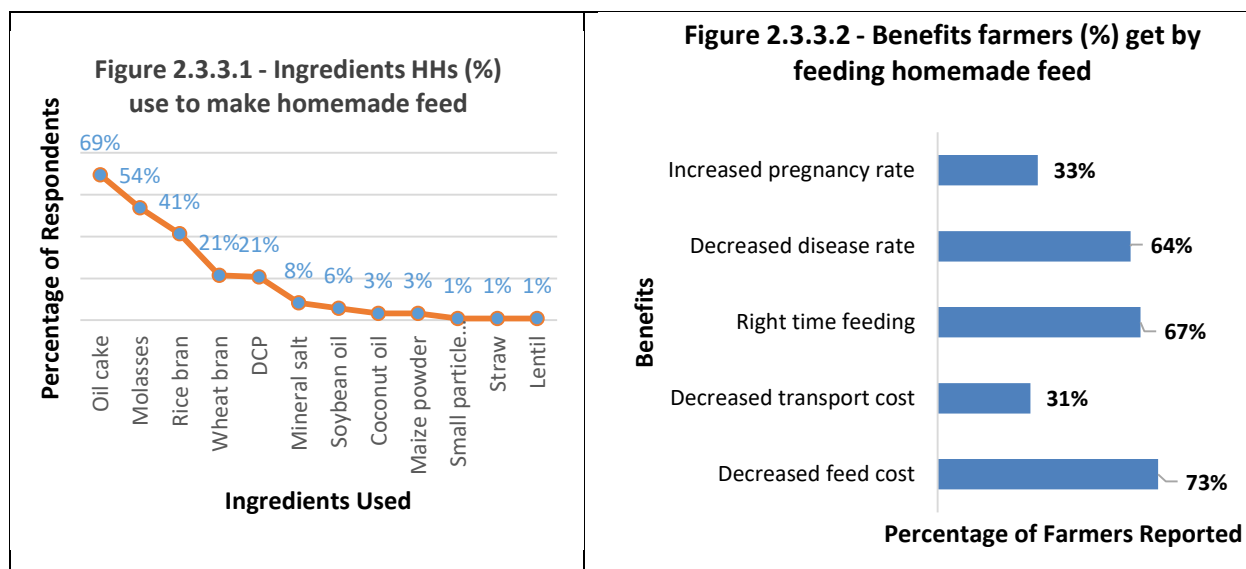 Figure 2.3.3.1 - Ingredients HHs (%)
use to make homemade feed
Percentage of Respondents
69%
54%
41%
21%
21%
8%
6%
3%
3%
1%
1%
1%
Oil cake
Molasses
Rice bran
Wheat bran
DCP
Mineral salt
Soybean oil
Coconut oil
Maize powder
Small particle…
Straw
Lentil
Ingredients Used
Figure 2.3.3.2 - Benefits farmers (%) get by
feeding homemade feed
Benefits
Increased pregnancy rate
33%
Decreased disease rate
64%
Right time feeding
67%
Decreased transport cost
31%
Decreased feed cost
73%
Percentage of Farmers Reported